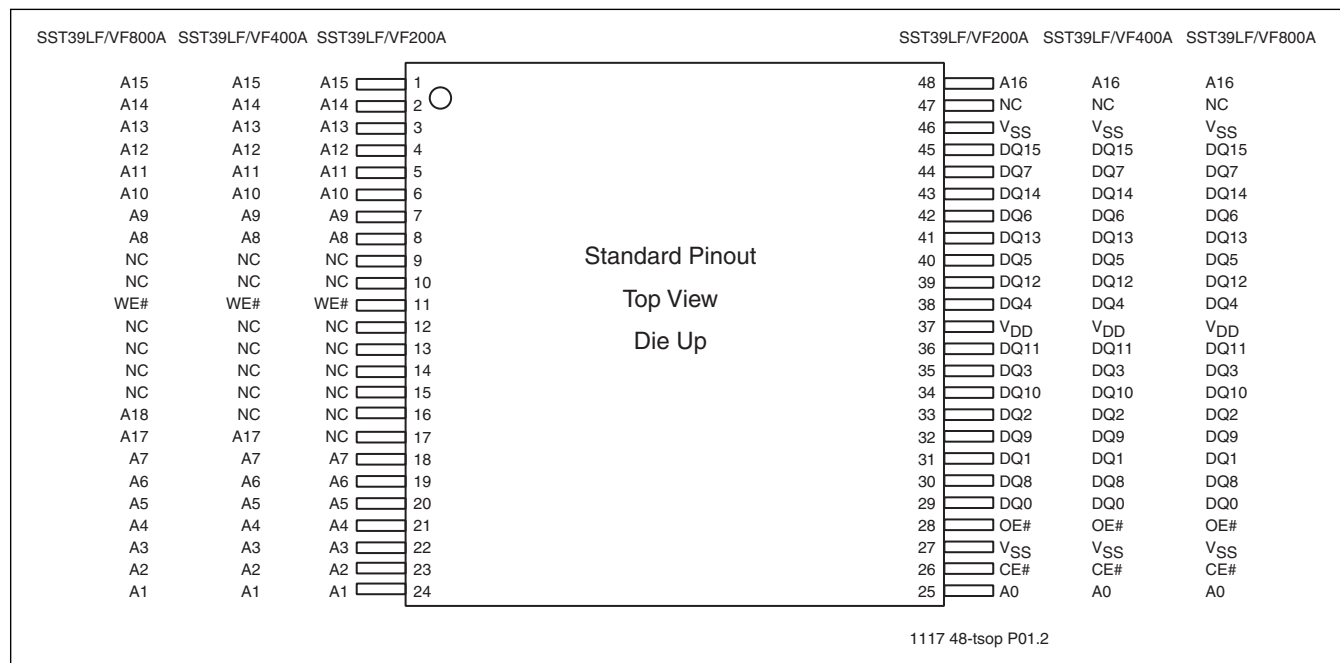 SST39LF/VF800A SST39LF/VF400A SST39LF/VF200A SST39LF/VF200A SST39LF/VF400A SST39LF/VF800A
A15 A15 A15 1 48 A16 A16 A16
A14 A14 A14 2 47 NC NC NC
A13 A13 A13 3 46 VSS VSS VSS
A12 A12 A12 4 45 DQ15 DQ15 DQ15
A11 A11 A11 5 44 DQ7 DQ7 DQ7
A10 A10 A10 6 43 DQ14 DQ14 DQ14
A9 A9 A9 7 42 DQ6 DQ6 DQ6
A8 A8 A8 8 41 DQ13 DQ13 DQ13
NC NC NC 9 Standard Pinout 40 DQ5 DQ5 DQ5
NC NC NC 10 39 DQ12 DQ12 DQ12
WE# WE# WE# 11 Top View 38 DQ4 DQ4 DQ4
NC NC NC 12 37 VDD VDD VDD
NC NC NC 13 Die Up 36 DQ11 DQ11 DQ11
NC NC NC 14 35 DQ3 DQ3 DQ3
NC NC NC 15 34 DQ10 DQ10 DQ10
A18 NC NC 16 33 DQ2 DQ2 DQ2
A17 A17 NC 17 32 DQ9 DQ9 DQ9
A7 A7 A7 18 31 DQ1 DQ1 DQ1
A6 A6 A6 19 30 DQ8 DQ8 DQ8
A5 A5 A5 20 29 DQ0 DQ0 DQ0
A4 A4 A4 21 28 OE# OE# OE#
A3 A3 A3 22 27 VSS VSS VSS
A2 A2 A2 23 26 CE# CE# CE#
A1 A1 A1 24 25 A0 A0 A0
1117 48-tsop P01.2